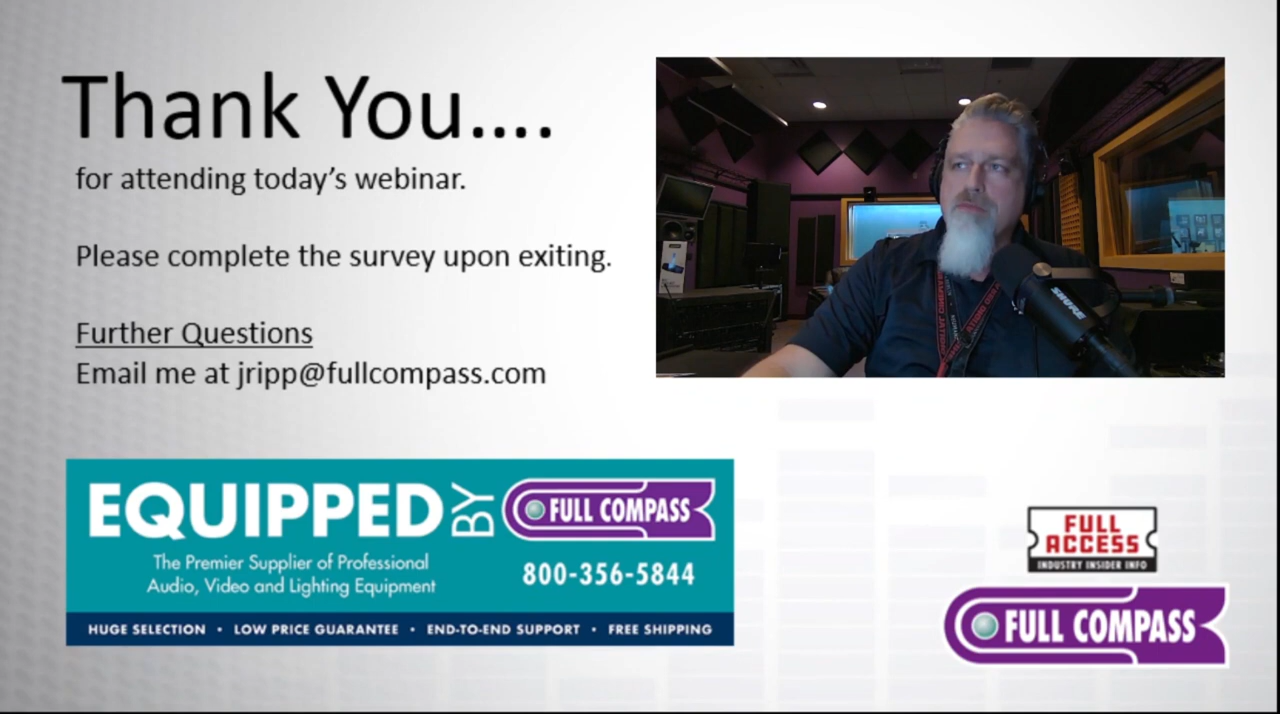 Thank You....
for attending today's webinar.
Please complete the survey upon exiting.
Further Questions
Email me at jripp@fullcompass.com
SHURE
EQUIPPED BY FULL COMPASS
The Premier Supplier of Professional
Audio, Video and Lighting Equipment
800-356-5844
HUGE SELECTION • LOW PRICE GUARANTEE • END-TO-END SUPPORT • FREE SHIPPING
FULL
ACCESS
INDUSTRY INSIDER INFO
FULL COMPASS